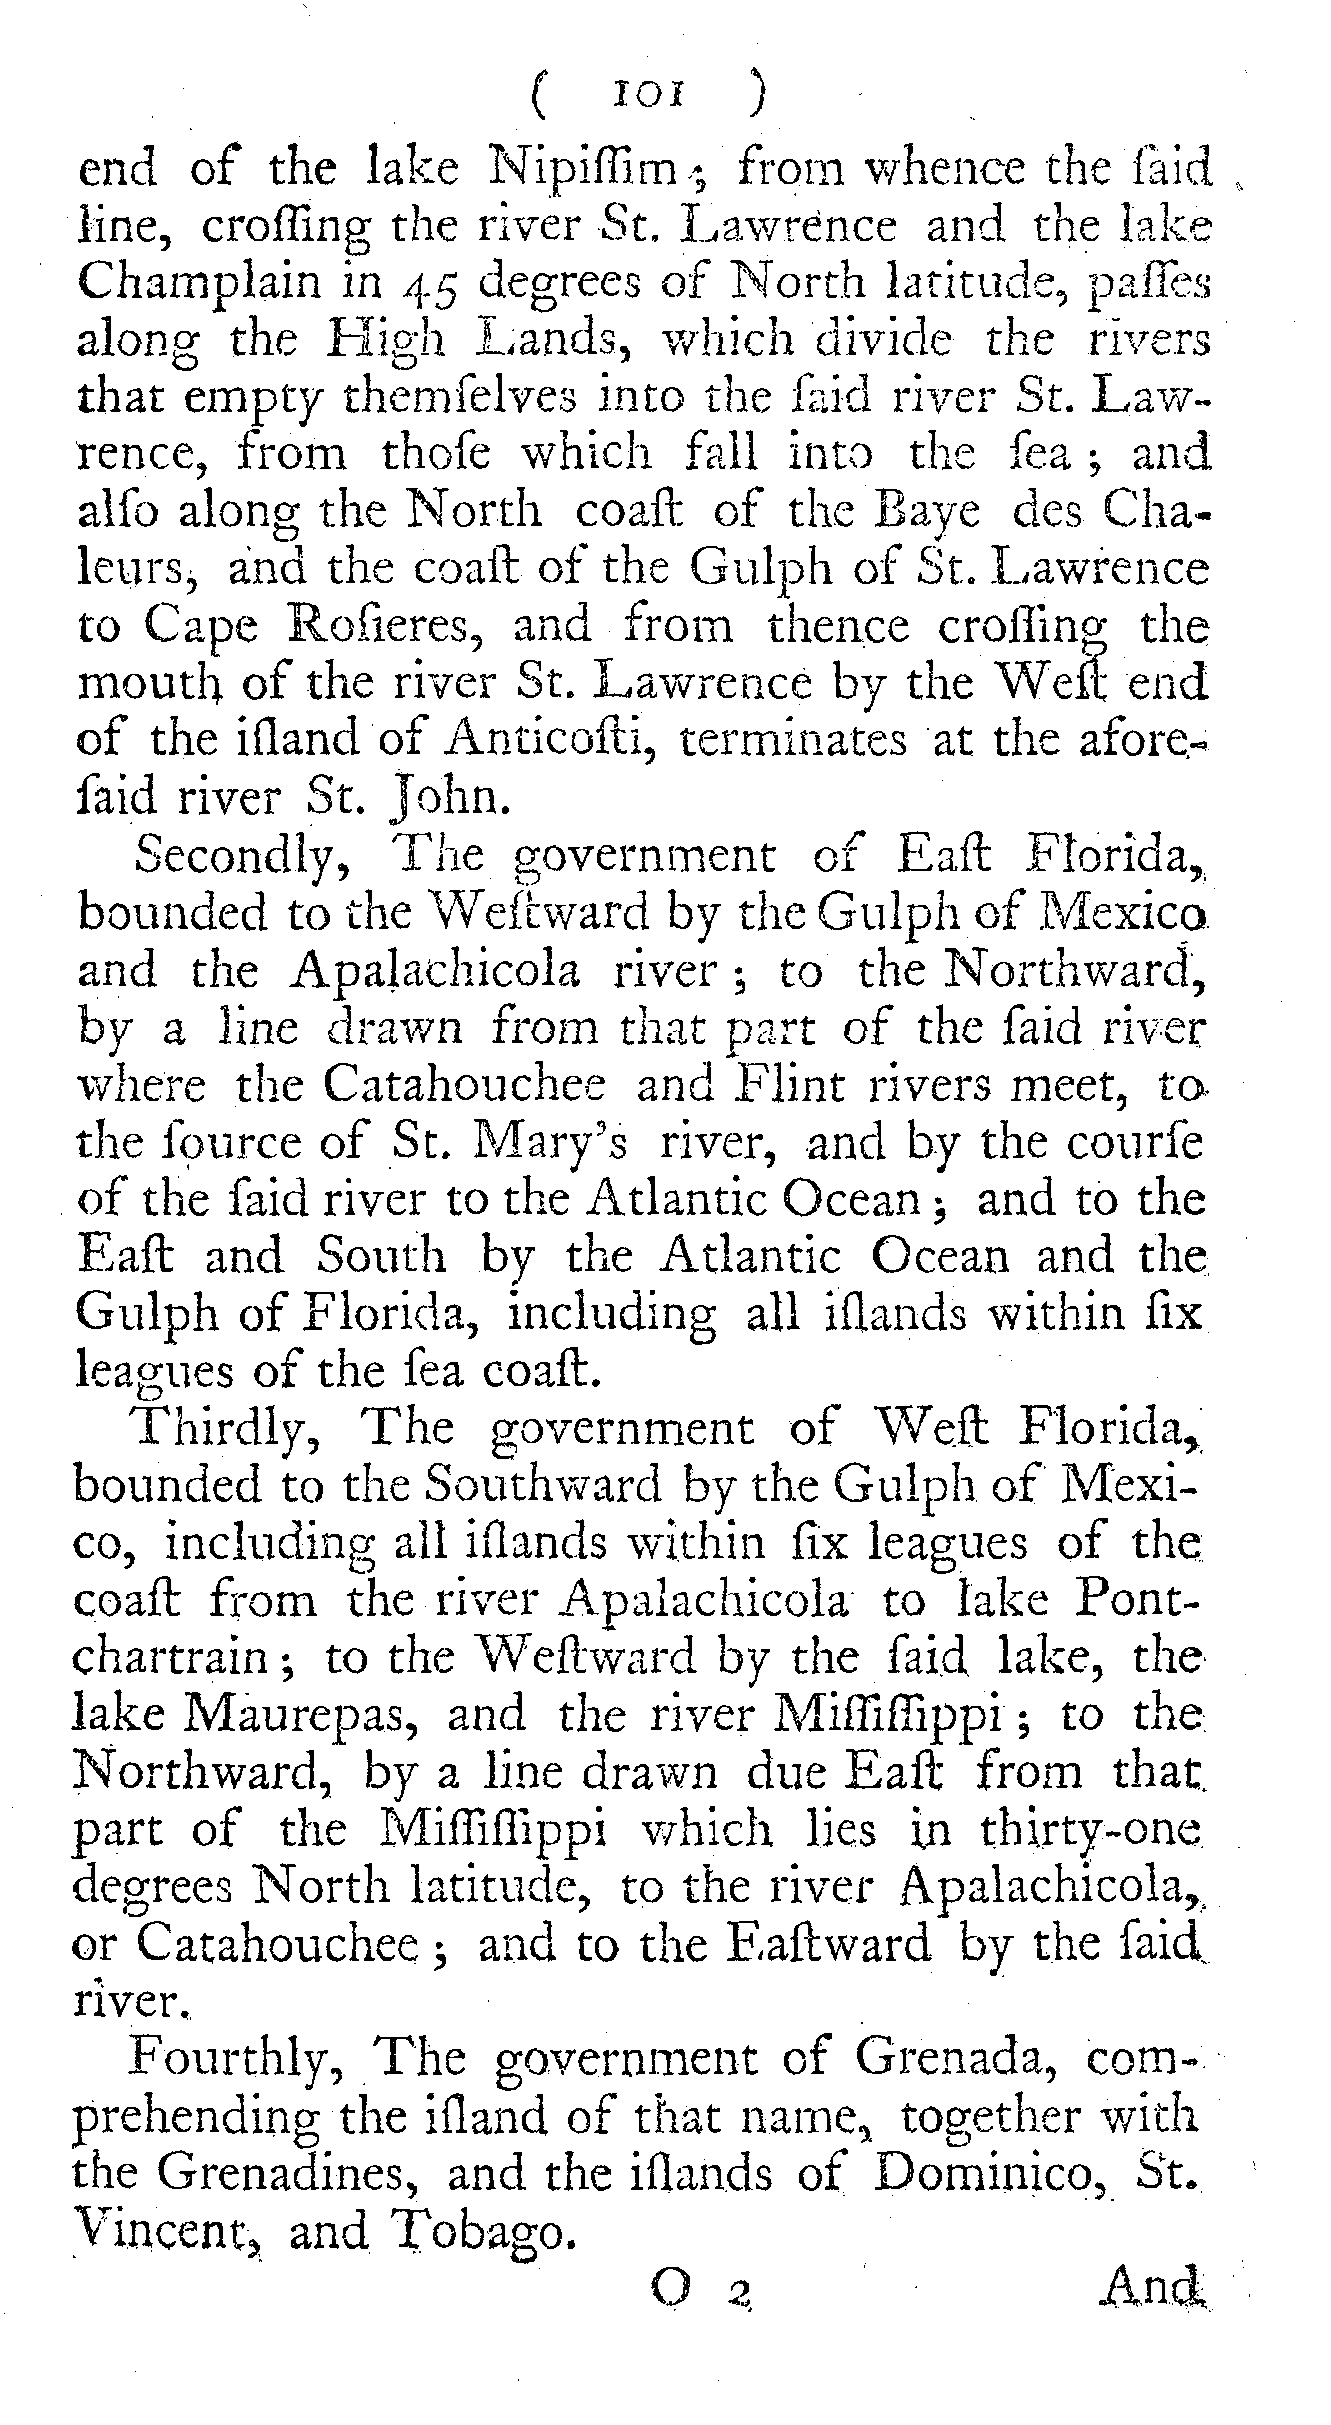 ( 101 )
end of the lake Nipiſſim; from whence the ſaid
line, croſſing the river St. Lawrence and the lake
Champlain in 45 degrees of North latitude, paſſes
along the High Lands, which divide the rivers
that empty themſelves into the ſaid river St. Law-
rence, from thoſe which fall into the ſea; and
alſo along the North coaſt of the Baye des Cha-
leurs, and the coaſt of the Gulph of St. Lawrence
to Cape Roſieres, and from thence croſſing the
mouth of the river St. Lawrence by the Weſt end
of the iſland of Anticoſti, terminates at the afore-
ſaid river St. John.
Secondly, The government of Eaſt Florida,
bounded to the Weſtward by the Gulph of Mexico
and the Apalachicola river; to the Northward,
by a line drawn from that part of the ſaid river
where the Catahouchee and Flint rivers meet, to
the ſource of St. Mary's river, and by the courſe
of the ſaid river to the Atlantic Ocean; and to the
Eaſt and South by the Atlantic Ocean and the
Gulph of Florida, including all iſlands within ſix
leagues of the ſea coaſt.
Thirdly, The government of Weſt Florida,
bounded to the Southward by the Gulph of Mexi-
co, including all iſlands within ſix leagues of the
coaſt from the river Apalachicola to lake Pont-
chartrain; to the Weſtward by the ſaid lake, the
lake Maurepas, and the river Miſſiſſippi; to the
Northward, by a line drawn due Eaſt from that
part of the Miſſiſſippi which lies in thirty-one
degrees North latitude, to the river Apalachicola,
or Catahouchee; and to the Eaſtward by the ſaid
river.
Fourthly, The government of Grenada, com-
prehending the iſland of that name, together with
the Grenadines, and the iſlands of Dominico, St.
Vincent, and Tobago.
O 2 And